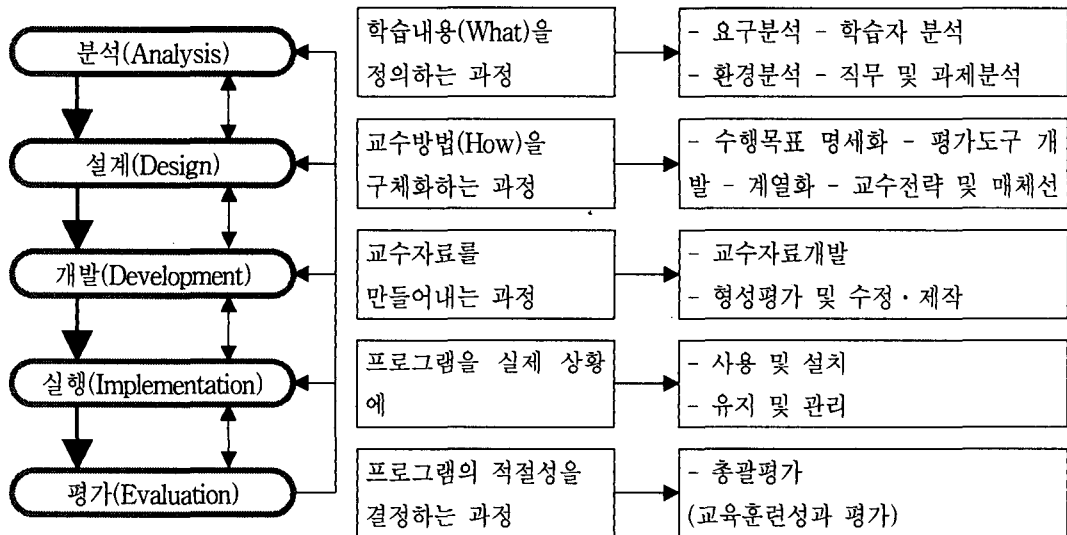 분석(Analysis)
학습내용(What)을
정의하는 과정
- 요구분석 - 학습자 분석
- 환경분석 - 직무 및 과제분석
설계(Design)
교수방법(How)을
구체화하는 과정
- 수행목표 명세화 - 평가도구 개
발 - 계열화 - 교수전략 및 매체선
개발(Development)
교수자료를
만들어내는 과정
- 교수자료개발
- 형성평가 및 수정·제작
실행(Implementation)
프로그램을 실제 상황
에
- 사용 및 설치
- 유지 및 관리
평가(Evaluation)
프로그램의 적절성을
결정하는 과정
- 총괄평가
(교육훈련성과 평가)